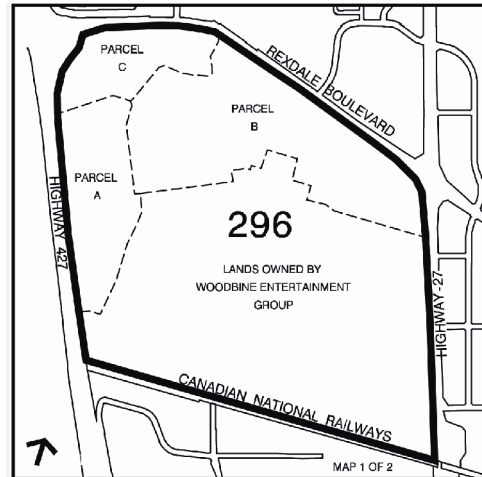 PARCEL
C
REXDALE BOULEVARD
PARCEL
B
PARCEL
A
HIGHWAY 427
296
LANDS OWNED BY
WOODBINE ENTERTAINMENT
GROUP
HIGHWAY-27
CANADIAN NATIONAL RAILWAYS
MAP 1 OF 2